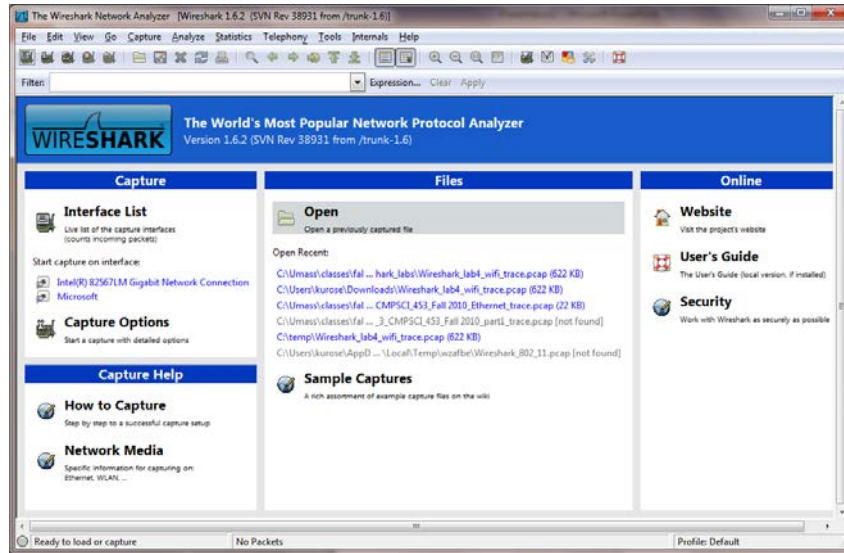 The Wireshark Network Analyzer [Wireshark 1.6.2 (SVN Rev 38931 from /trunk-1.6)]
File Edit View Go Capture Analyze Statistics Telephony Tools Internals Help
Filter: Expression... Clear Apply
WIRESHARK
The World's Most Popular Network Protocol Analyzer
Version 1.6.2 (SVN Rev 38931 from /trunk-1.6)
Capture
Interface List
Live list of the capture interfaces
(counts incoming packets)
Start capture on interface:
Intel(R) 82567LM Gigabit Network Connection
Microsoft
Capture Options
Start a capture with detailed options
Capture Help
How to Capture
Step by step to a successful capture setup
Network Media
Specific information for capturing on:
Ethernet, WLAN, ...
Files
Open
Open a previously captured file
Open Recent:
C:\Umass\classes\fal ... hark_labs\Wireshark_lab4_wifi_trace.pcap (622 KB)
C:\Users\kurose\Downloads\Wireshark_lab4_wifi_trace.pcap (622 KB)
C:\Umass\classes\fal ... CMPSCI_453_Fall 2010_Ethernet_trace.pcap (22 KB)
C:\Umass\classes\fal ... _3_CMPSCI_453_Fall 2010_part1_trace.pcap [not found]
C:\temp\Wireshark_lab4_wifi_trace.pcap (622 KB)
C:\Users\kurose\AppD ... \Local\Temp\wzafbe\Wireshark_802_11.pcap [not found]
Sample Captures
A rich assortment of example capture files on the wiki
Online
Website
Visit the project's website
User's Guide
The User's Guide (local version, if installed)
Security
Work with Wireshark as securely as possible
Ready to load or capture
No Packets
Profile: Default